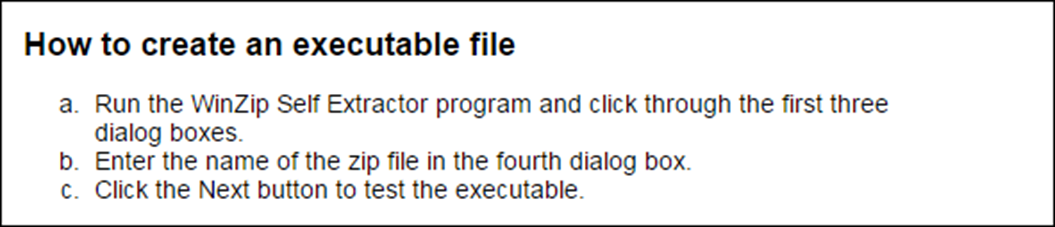 How to create an executable file
a. Run the WinZip Self Extractor program and click through the first three
dialog boxes.
b. Enter the name of the zip file in the fourth dialog box.
c. Click the Next button to test the executable.